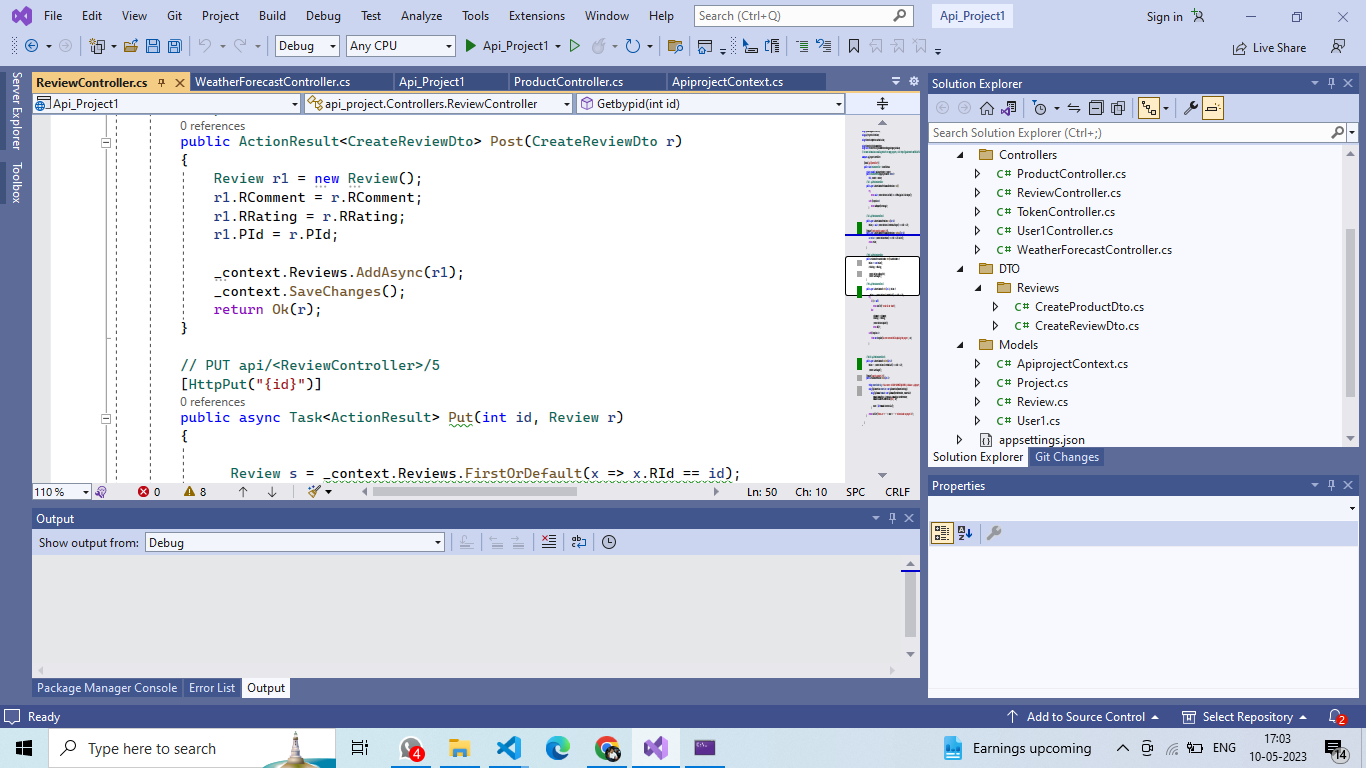 File Edit View Git Project Build Debug Test Analyze Tools Extensions Window Help Search (Ctrl+Q) Api_Project1 Sign in
Debug Any CPU Api_Project1 Live Share
Server Explorer
Toolbox
ReviewController.cs WeatherForecastController.cs Api_Project1 ProductController.cs ApiprojectContext.cs
Api_Project1 api_project.Controllers.ReviewController Getbypid(int id)
0 references
public ActionResult<CreateReviewDto> Post(CreateReviewDto r)
{
Review r1 = new Review();
r1.RComment = r.RComment;
r1.RRating = r.RRating;
r1.PId = r.PId;
_context.Reviews.AddAsync(r1);
_context.SaveChanges();
return Ok(r);
}
// PUT api/<ReviewController>/5
[HttpPut("{id}")]
0 references
public async Task<ActionResult> Put(int id, Review r)
{
Review s = _context.Reviews.FirstOrDefault(x => x.RId == id);
110 % 0 8 Ln: 50 Ch: 10 SPC CRLF
Output
Show output from: Debug
Package Manager Console Error List Output
Solution Explorer
Search Solution Explorer (Ctrl+;)
Controllers
C# ProductController.cs
C# ReviewController.cs
C# TokenController.cs
C# User1Controller.cs
C# WeatherForecastController.cs
DTO
Reviews
C# CreateProductDto.cs
C# CreateReviewDto.cs
Models
C# ApiprojectContext.cs
C# Project.cs
C# Review.cs
C# User1.cs
appsettings.json
Solution Explorer Git Changes
Properties
Ready Add to Source Control Select Repository 2
Type here to search 4 Earnings upcoming ENG 17:03
10-05-2023 14